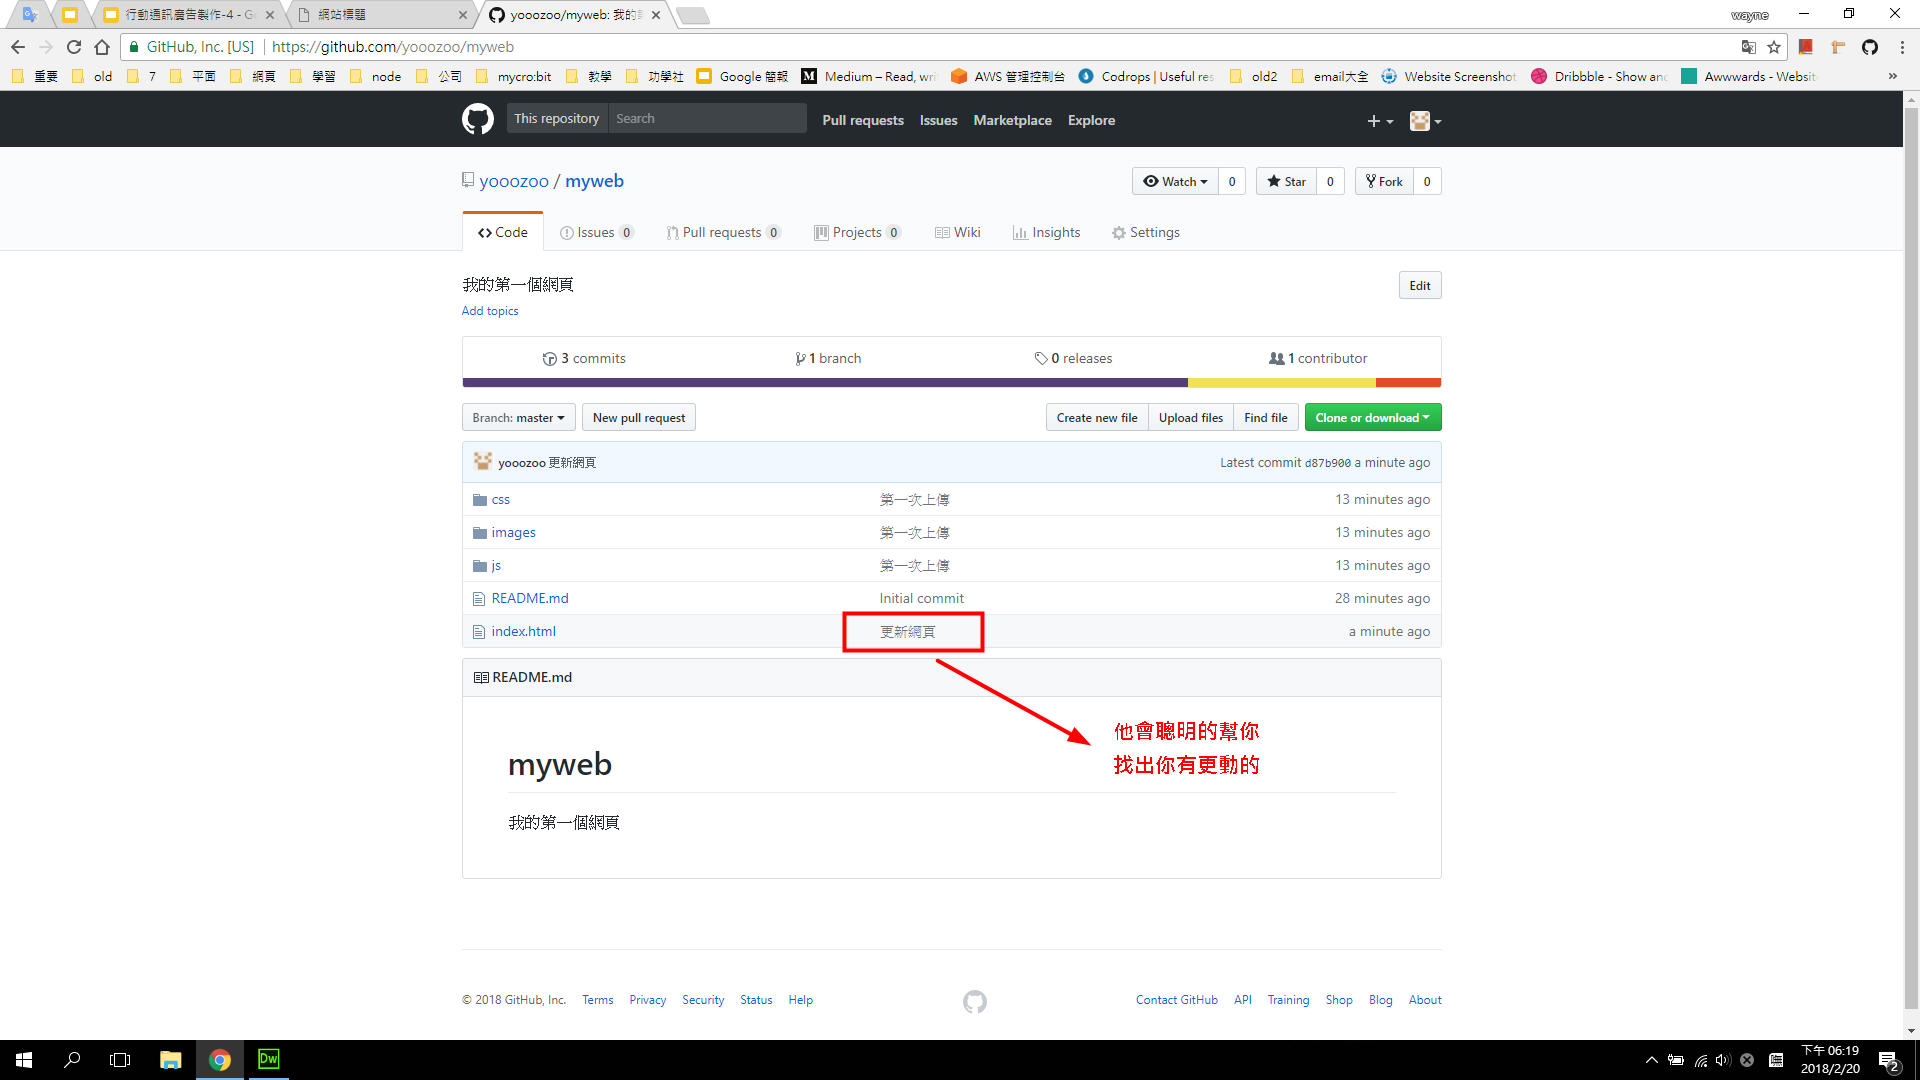 行動通訊廣告製作-4 - G
網站標題
yooozoo/myweb: 我的
wayne
GitHub, Inc. [US]
https://github.com/yooozoo/myweb
重要
old
7
平面
網頁
學習
node
公司
mycro:bit
教學
功學社
Google 簡報
Medium – Read, wri
AWS 管理控制台
Codrops | Useful res
old2
email大全
Website Screenshot
Dribbble - Show and
Awwwards - Website
»
This repository
Search
Pull requests
Issues
Marketplace
Explore
yooozoo / myweb
Watch
0
Star
0
Fork
0
Code
Issues 0
Pull requests 0
Projects 0
Wiki
Insights
Settings
我的第一個網頁
Edit
Add topics
3 commits
1 branch
0 releases
1 contributor
Branch: master
New pull request
Create new file
Upload files
Find file
Clone or download
yooozoo 更新網頁
Latest commit d87b900 a minute ago
css
第一次上傳
13 minutes ago
images
第一次上傳
13 minutes ago
js
第一次上傳
13 minutes ago
README.md
Initial commit
28 minutes ago
index.html
更新網頁
a minute ago
README.md
他會聰明的幫你
找出你有更動的
myweb
我的第一個網頁
© 2018 GitHub, Inc.
Terms
Privacy
Security
Status
Help
Contact GitHub
API
Training
Shop
Blog
About
Dw
下午 06:19
2018/2/20
2